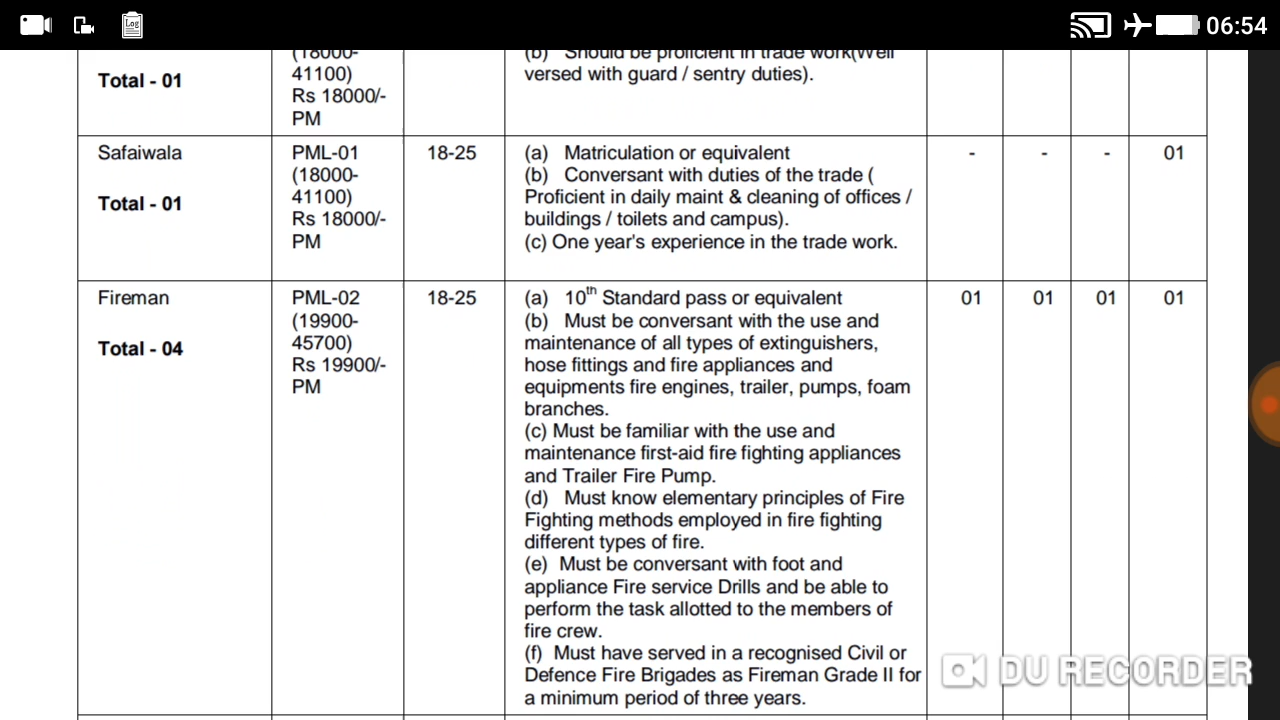 Log
06:54
(18000-
41100)
Rs 18000/-
PM
Total - 01
(b) Should be proficient in trade work(Well
versed with guard / sentry duties).
Safaiwala
Total - 01
PML-01
(18000-
41100)
Rs 18000/-
PM
18-25
(a) Matriculation or equivalent
(b) Conversant with duties of the trade (
Proficient in daily maint & cleaning of offices /
buildings / toilets and campus).
(c) One year's experience in the trade work.
- - - 01
Fireman
Total - 04
PML-02
(19900-
45700)
Rs 19900/-
PM
18-25
(a) 10th Standard pass or equivalent
(b) Must be conversant with the use and
maintenance of all types of extinguishers,
hose fittings and fire appliances and
equipments fire engines, trailer, pumps, foam
branches.
(c) Must be familiar with the use and
maintenance first-aid fire fighting appliances
and Trailer Fire Pump.
(d) Must know elementary principles of Fire
Fighting methods employed in fire fighting
different types of fire.
(e) Must be conversant with foot and
appliance Fire service Drills and be able to
perform the task allotted to the members of
fire crew.
(f) Must have served in a recognised Civil or
Defence Fire Brigades as Fireman Grade II for
a minimum period of three years.
01 01 01 01
DU RECORDER